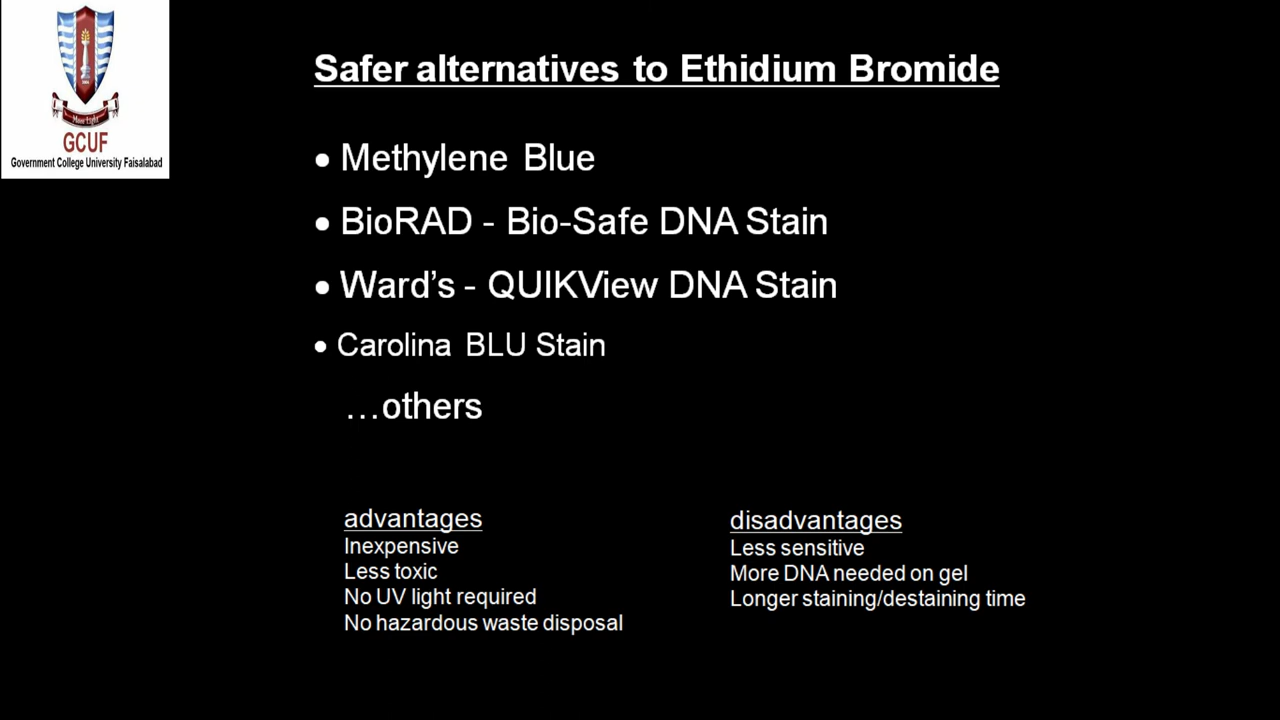 Mass Light
GCUF
Government College University Faisalabad
Safer alternatives to Ethidium Bromide
• Methylene Blue
• BioRAD - Bio-Safe DNA Stain
• Ward’s - QUIKView DNA Stain
• Carolina BLU Stain
…others
advantages
Inexpensive
Less toxic
No UV light required
No hazardous waste disposal
disadvantages
Less sensitive
More DNA needed on gel
Longer staining/destaining time